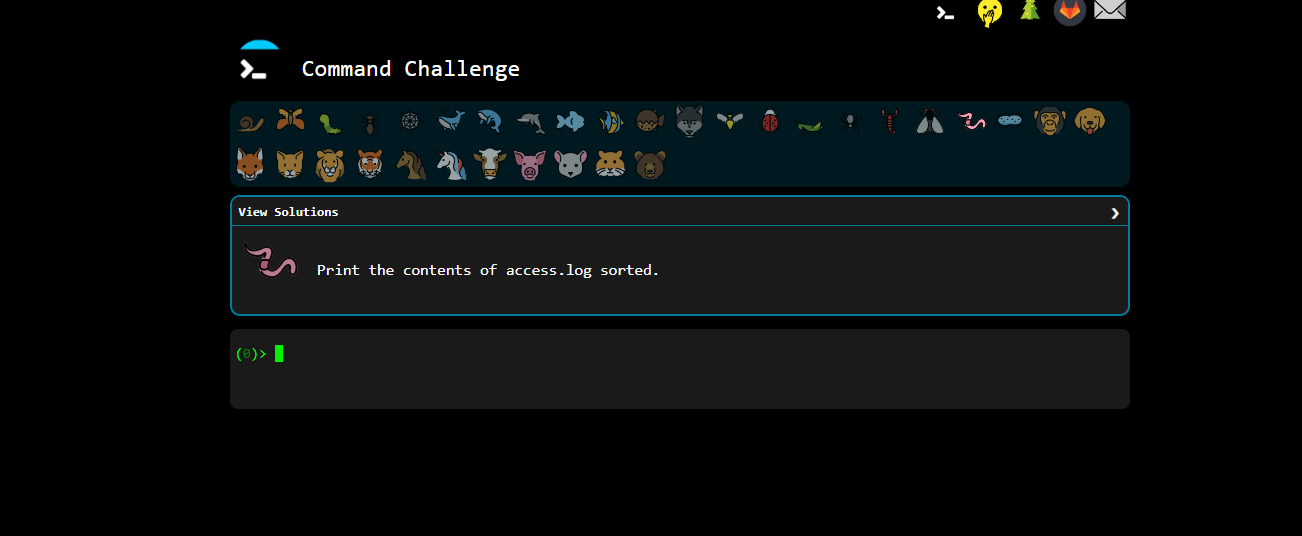 Command Challenge
View Solutions
Print the contents of access.log sorted.
(0)>